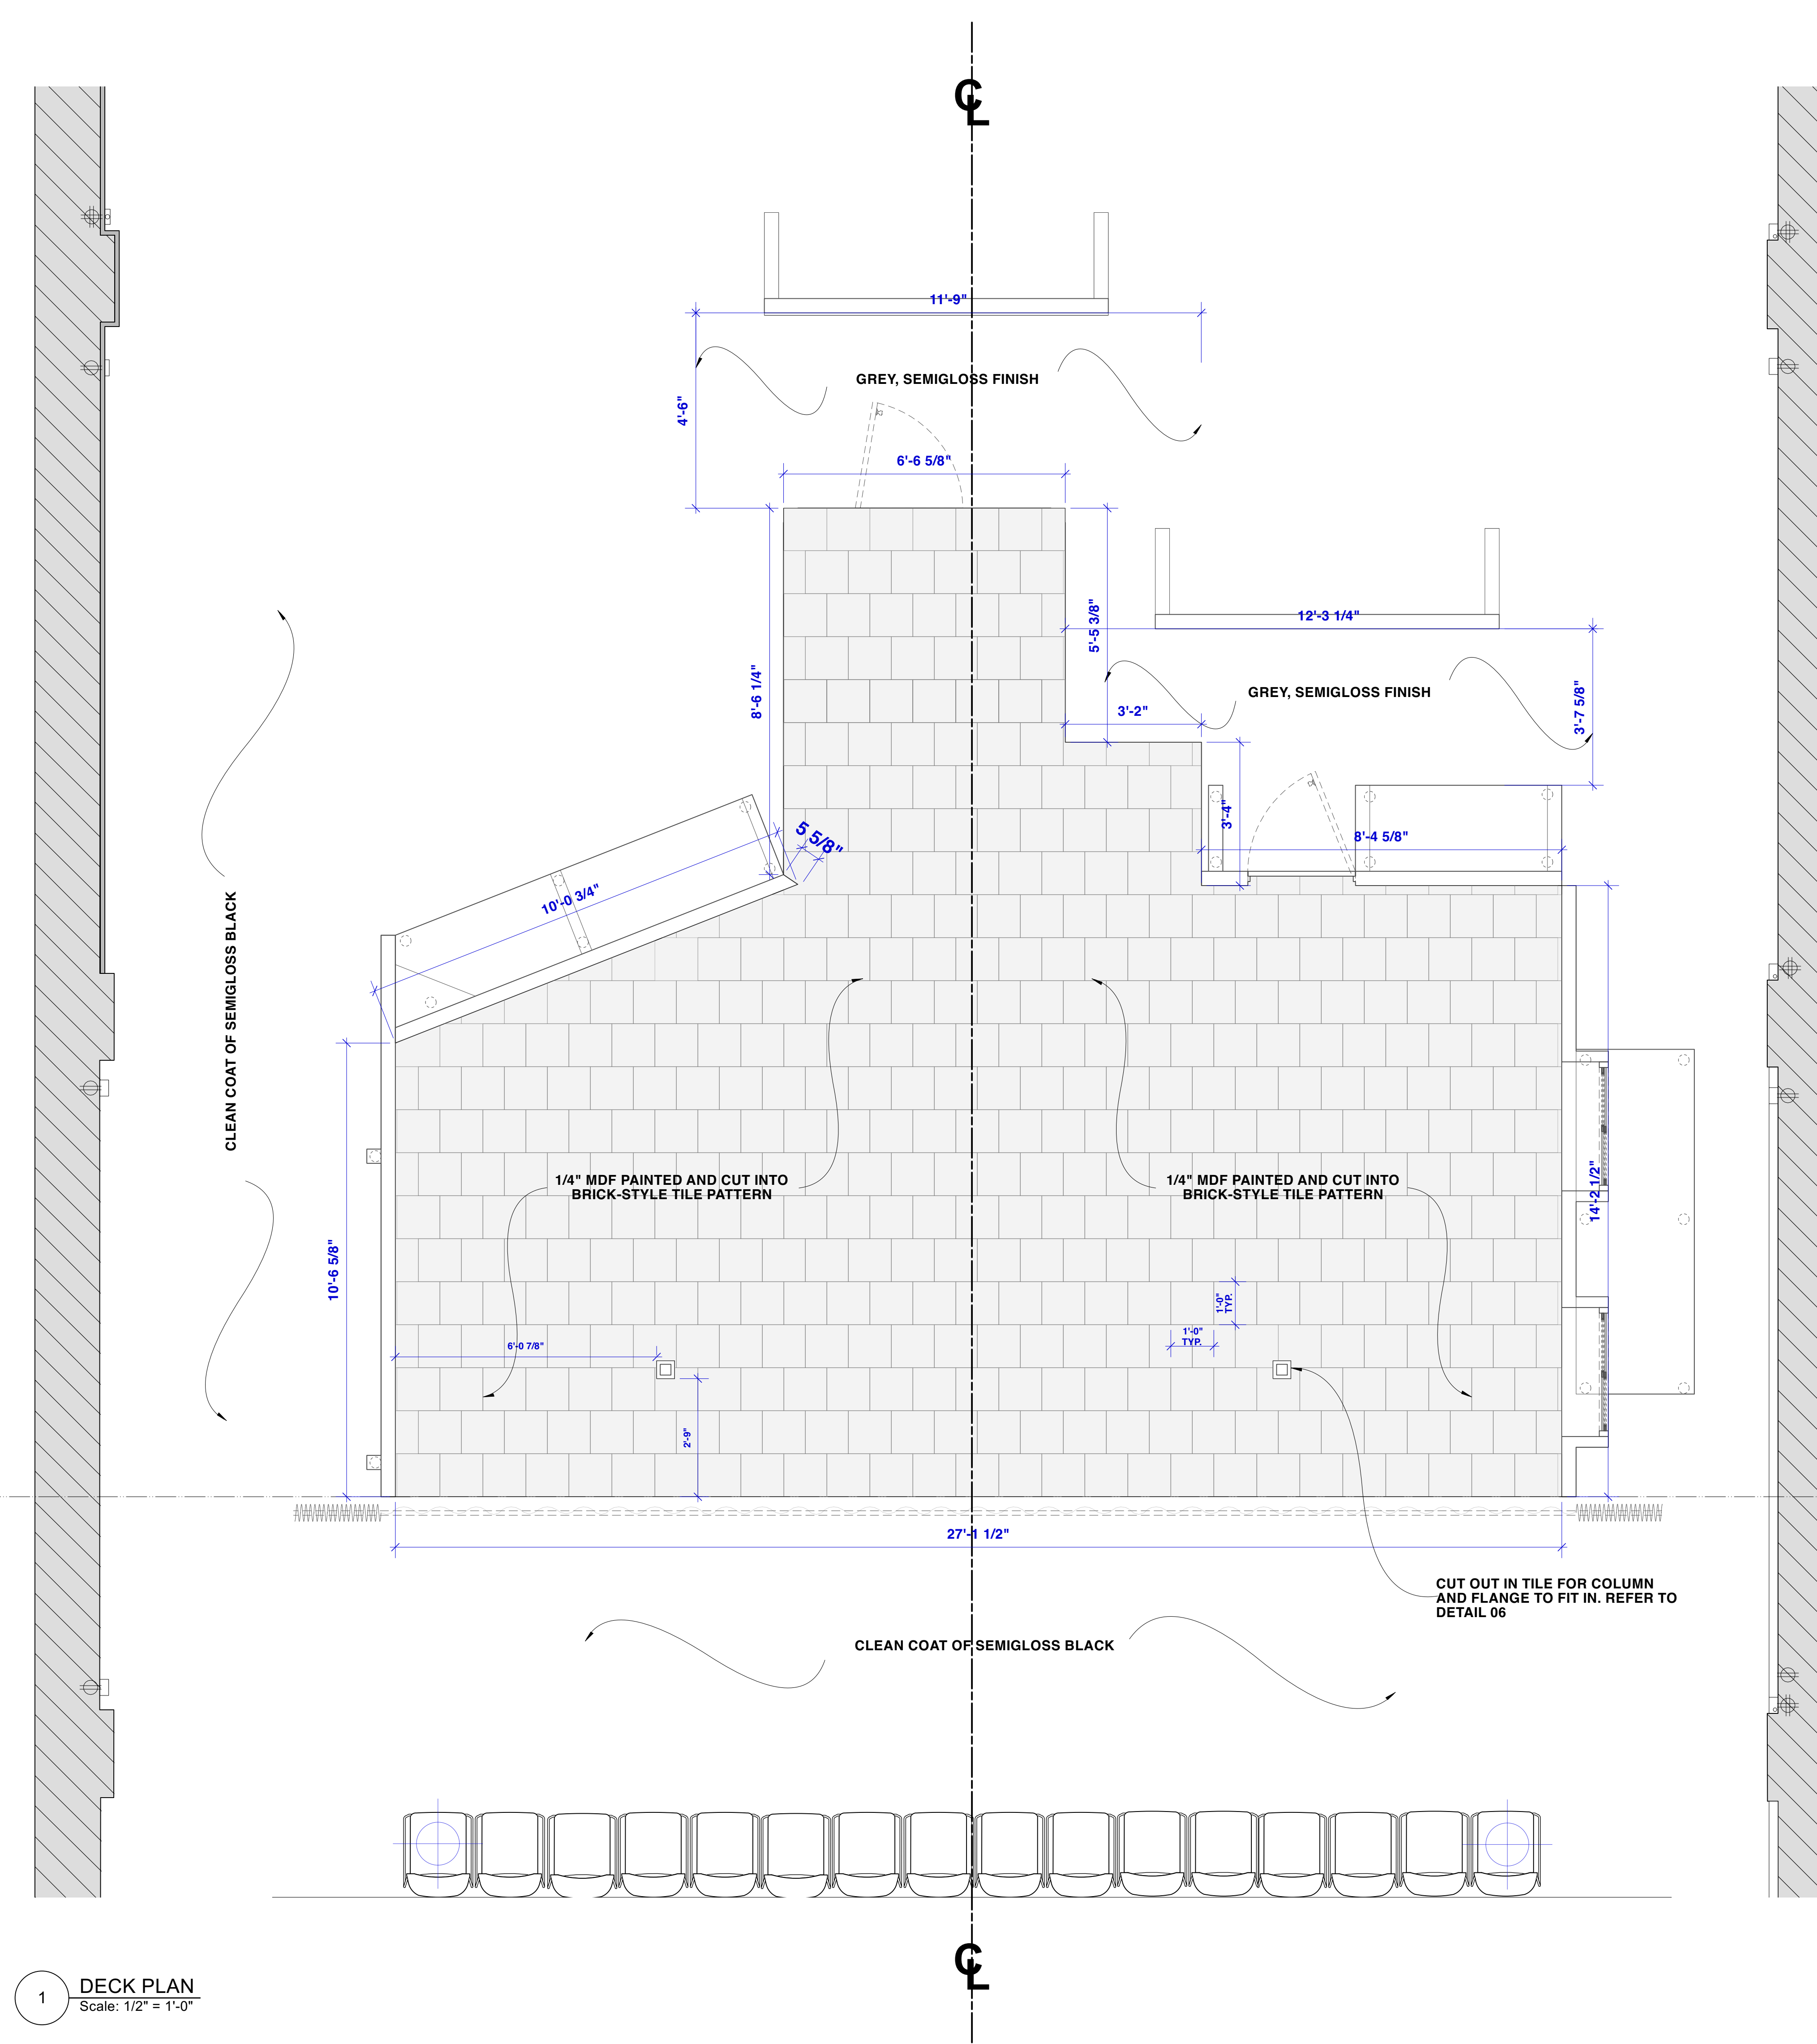 CL
11'-9"
GREY, SEMIGLOSS FINISH
4'-6"
6'-6 5/8"
5'-5 3/8"
12'-3 1/4"
8'-6 1/4"
GREY, SEMIGLOSS FINISH
3'-7 5/8"
3'-2"
3'-4"
8'-4 5/8"
5 5/8"
10'-0 3/4"
CLEAN COAT OF SEMIGLOSS BLACK
1/4" MDF PAINTED AND CUT INTO
BRICK-STYLE TILE PATTERN
1/4" MDF PAINTED AND CUT INTO
BRICK-STYLE TILE PATTERN
14'-2 1/2"
10'-6 5/8"
1'-0"
TYP.
1'-0"
TYP.
6'-0 7/8"
2'-9"
27'-1 1/2"
CUT OUT IN TILE FOR COLUMN
AND FLANGE TO FIT IN. REFER TO
DETAIL 06
CLEAN COAT OF SEMIGLOSS BLACK
CL
1
DECK PLAN
Scale: 1/2" = 1'-0"